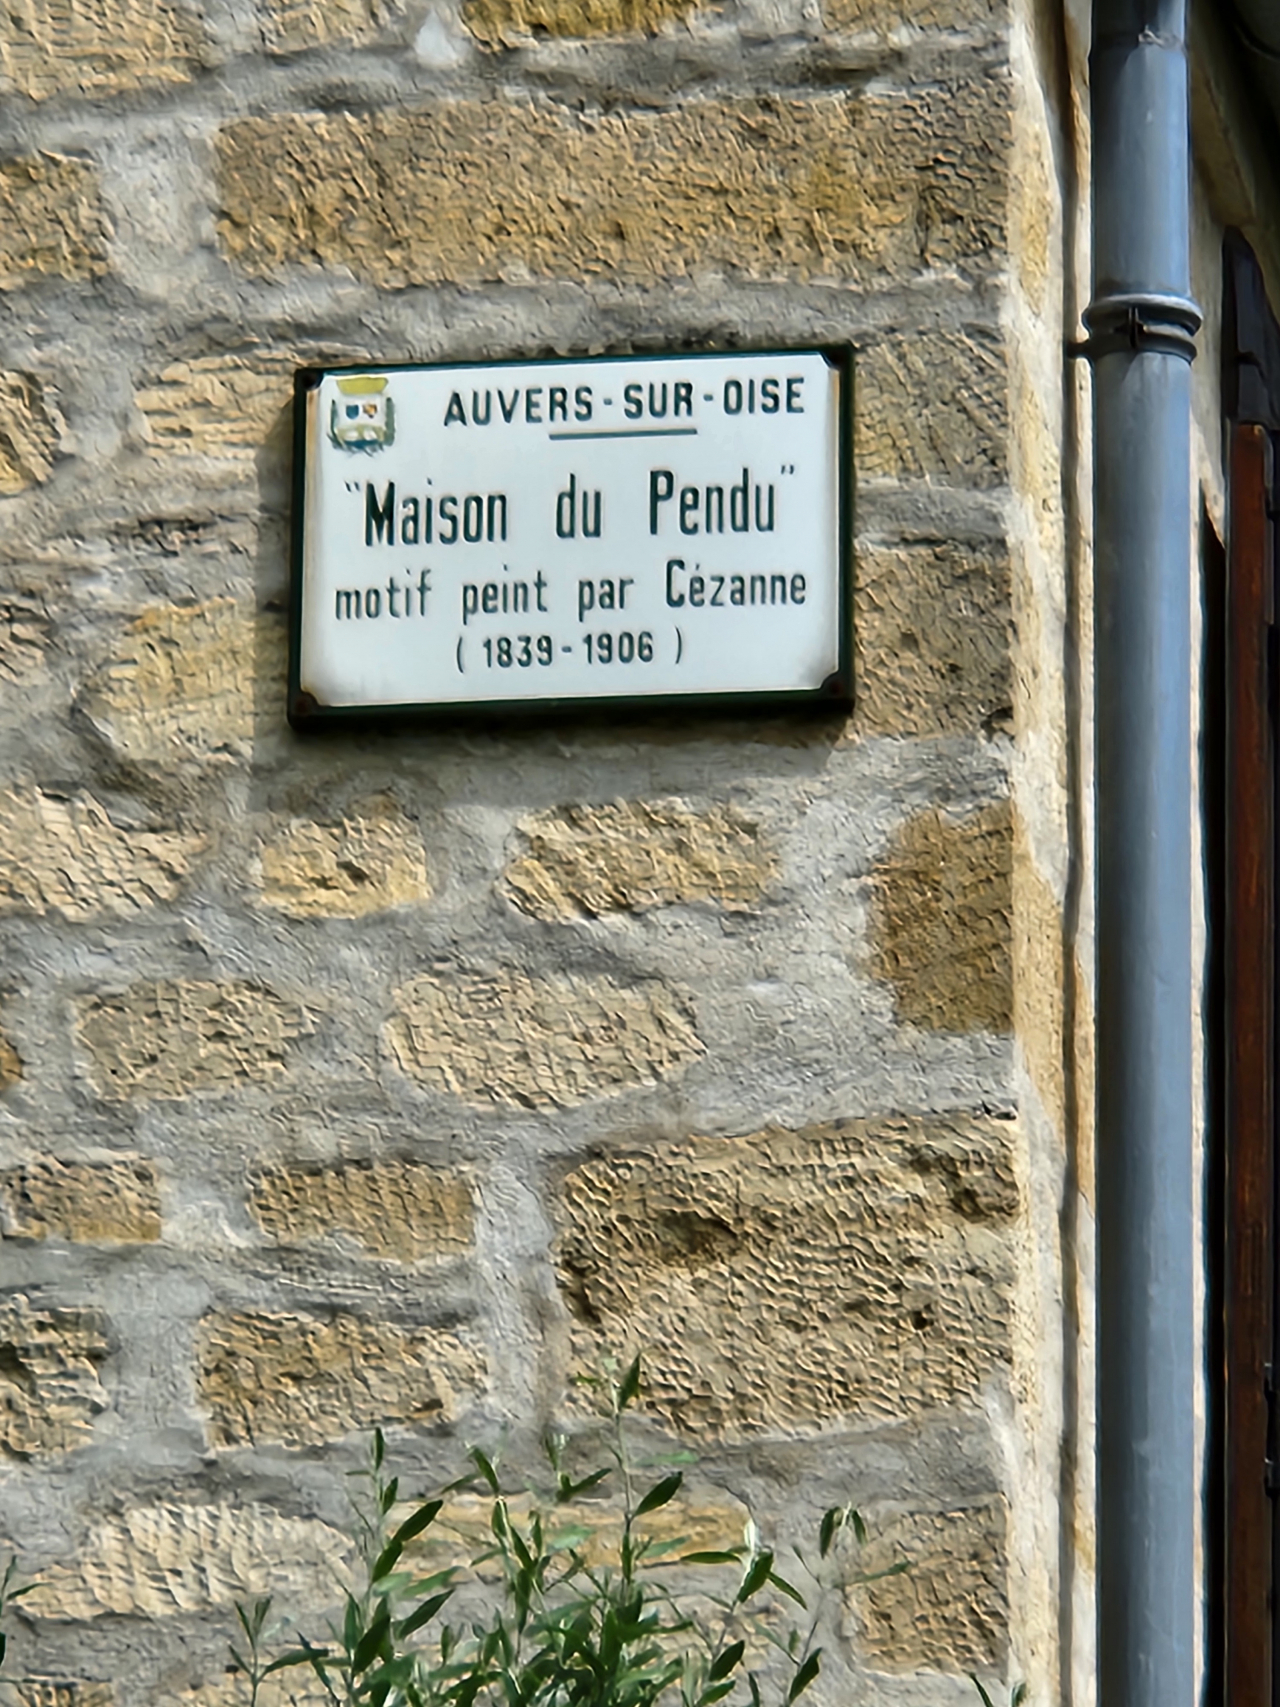 AUVERS-SUR-OISE
"Maison du Pendu"
motif peint par Cézanne
( 1839-1906 )